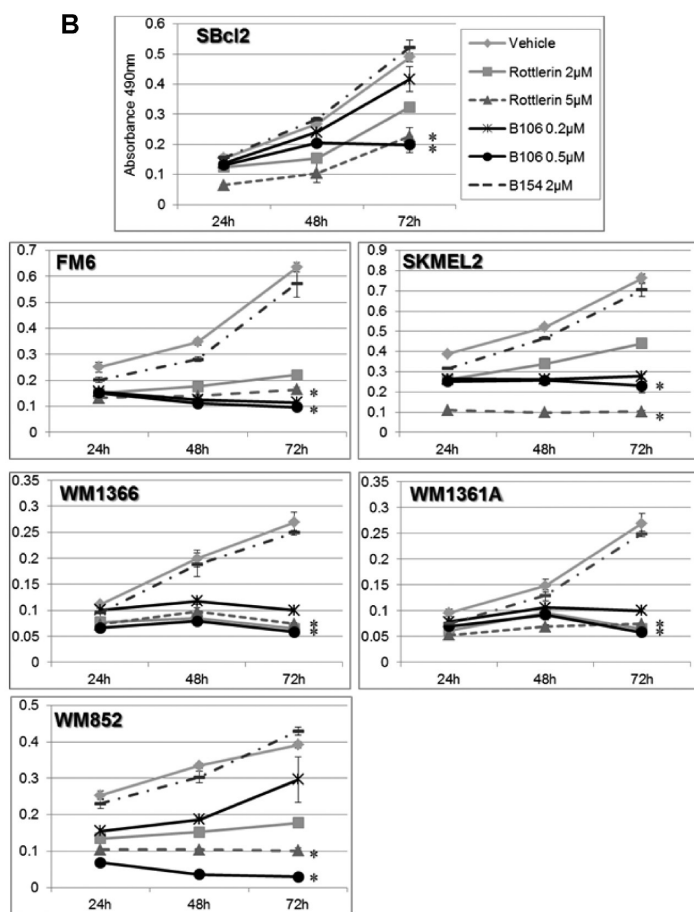 B
SBcl2
Absorbance 490nm
0.6
0.5
0.4
0.3
0.2
0.1
0
24h 48h 72h
*
*
Vehicle
Rottlerin 2µM
Rottlerin 5µM
B106 0.2µM
B106 0.5µM
B154 2µM
FM6
0.7
0.6
0.5
0.4
0.3
0.2
0.1
0
24h 48h 72h
*
*
SKMEL2
0.9
0.8
0.7
0.6
0.5
0.4
0.3
0.2
0.1
0
24h 48h 72h
*
*
WM1366
0.35
0.3
0.25
0.2
0.15
0.1
0.05
0
24h 48h 72h
*
*
WM1361A
0.35
0.3
0.25
0.2
0.15
0.1
0.05
0
24h 48h 72h
*
*
WM852
0.5
0.4
0.3
0.2
0.1
0
24h 48h 72h
*
*